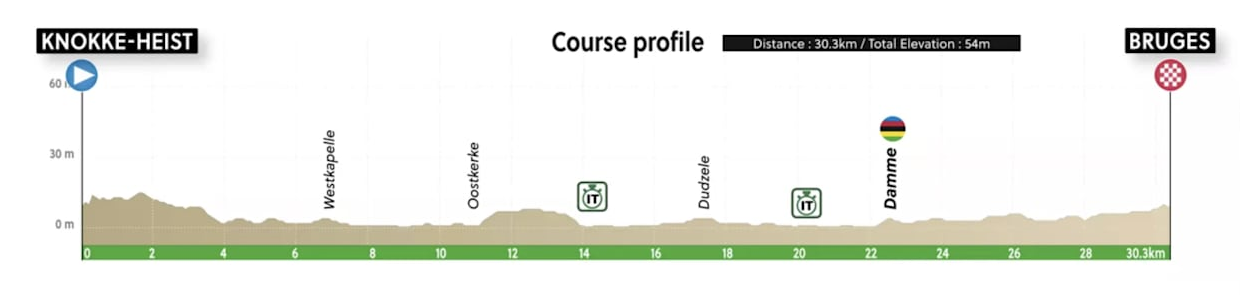 KNOKKE-HEIST
Course profile
Distance : 30.3km / Total Elevation : 54m
BRUGES
60 m
30 m
0 m
Westkapelle
Oostkerke
IT
Dudzele
IT
Damme
0 2 4 6 8 10 12 14 16 18 20 22 24 26 28 30.3km